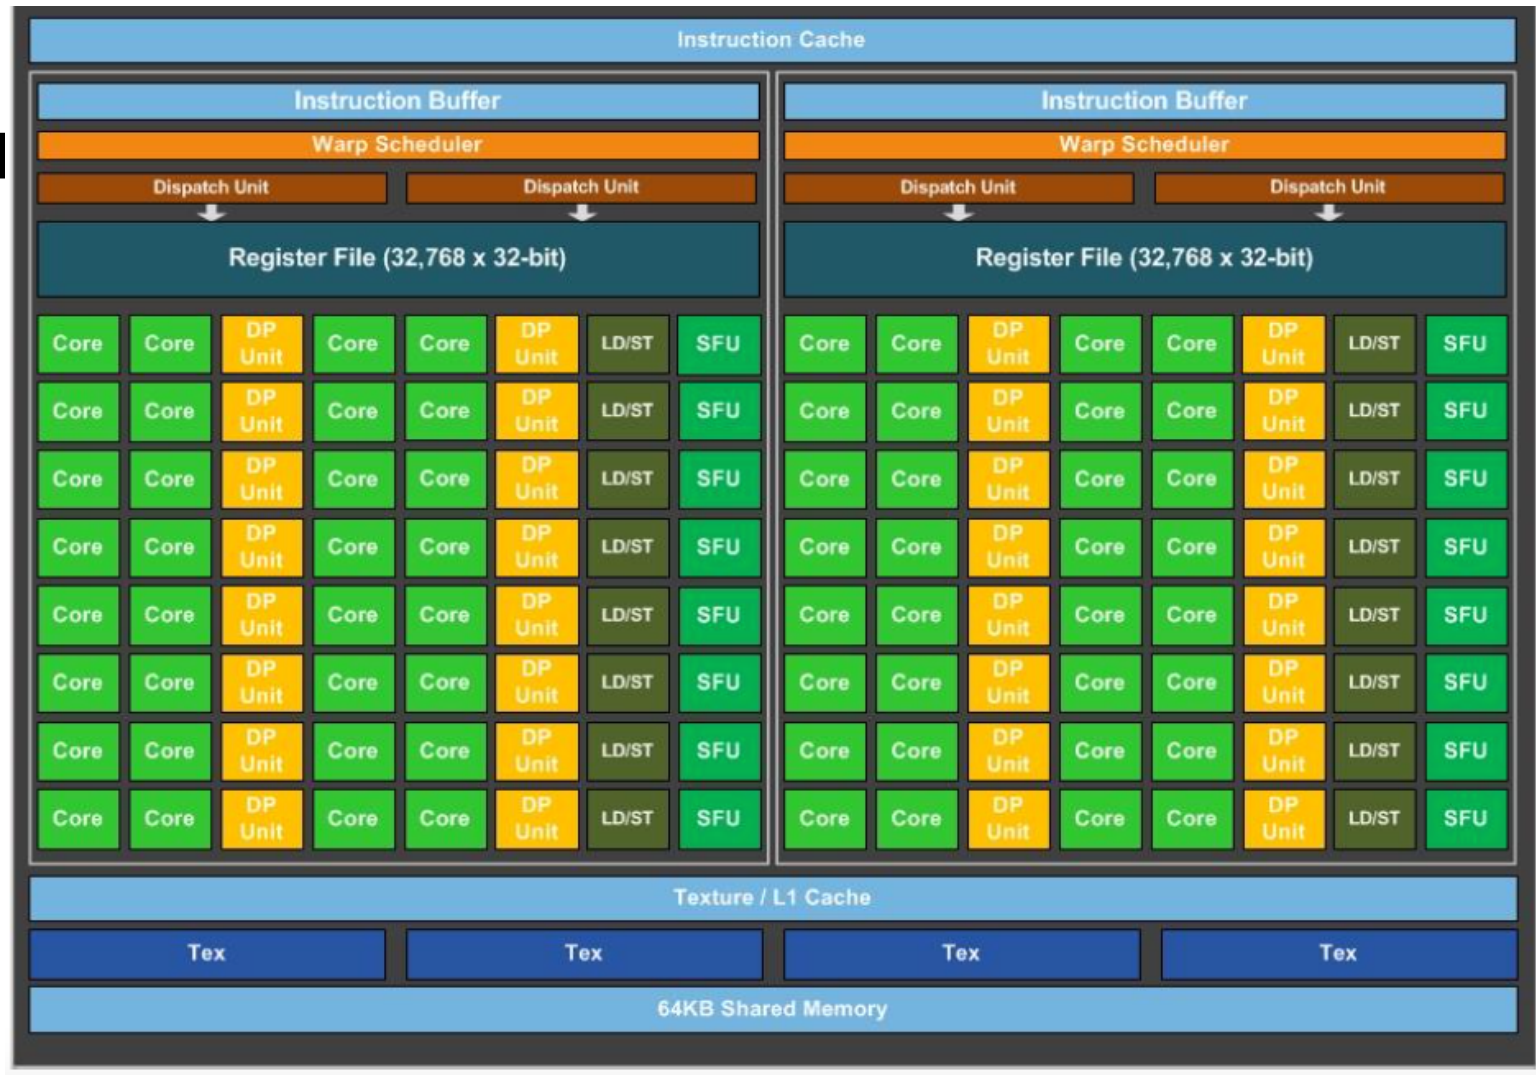 Instruction Cache
Instruction Buffer Instruction Buffer
Warp Scheduler Warp Scheduler
Dispatch Unit Dispatch Unit Dispatch Unit Dispatch Unit
Register File (32,768 x 32-bit) Register File (32,768 x 32-bit)
Core Core DP Unit Core Core DP Unit LD/ST SFU Core Core DP Unit Core Core DP Unit LD/ST SFU
Core Core DP Unit Core Core DP Unit LD/ST SFU Core Core DP Unit Core Core DP Unit LD/ST SFU
Core Core DP Unit Core Core DP Unit LD/ST SFU Core Core DP Unit Core Core DP Unit LD/ST SFU
Core Core DP Unit Core Core DP Unit LD/ST SFU Core Core DP Unit Core Core DP Unit LD/ST SFU
Core Core DP Unit Core Core DP Unit LD/ST SFU Core Core DP Unit Core Core DP Unit LD/ST SFU
Core Core DP Unit Core Core DP Unit LD/ST SFU Core Core DP Unit Core Core DP Unit LD/ST SFU
Core Core DP Unit Core Core DP Unit LD/ST SFU Core Core DP Unit Core Core DP Unit LD/ST SFU
Core Core DP Unit Core Core DP Unit LD/ST SFU Core Core DP Unit Core Core DP Unit LD/ST SFU
Texture / L1 Cache
Tex Tex Tex Tex
64KB Shared Memory